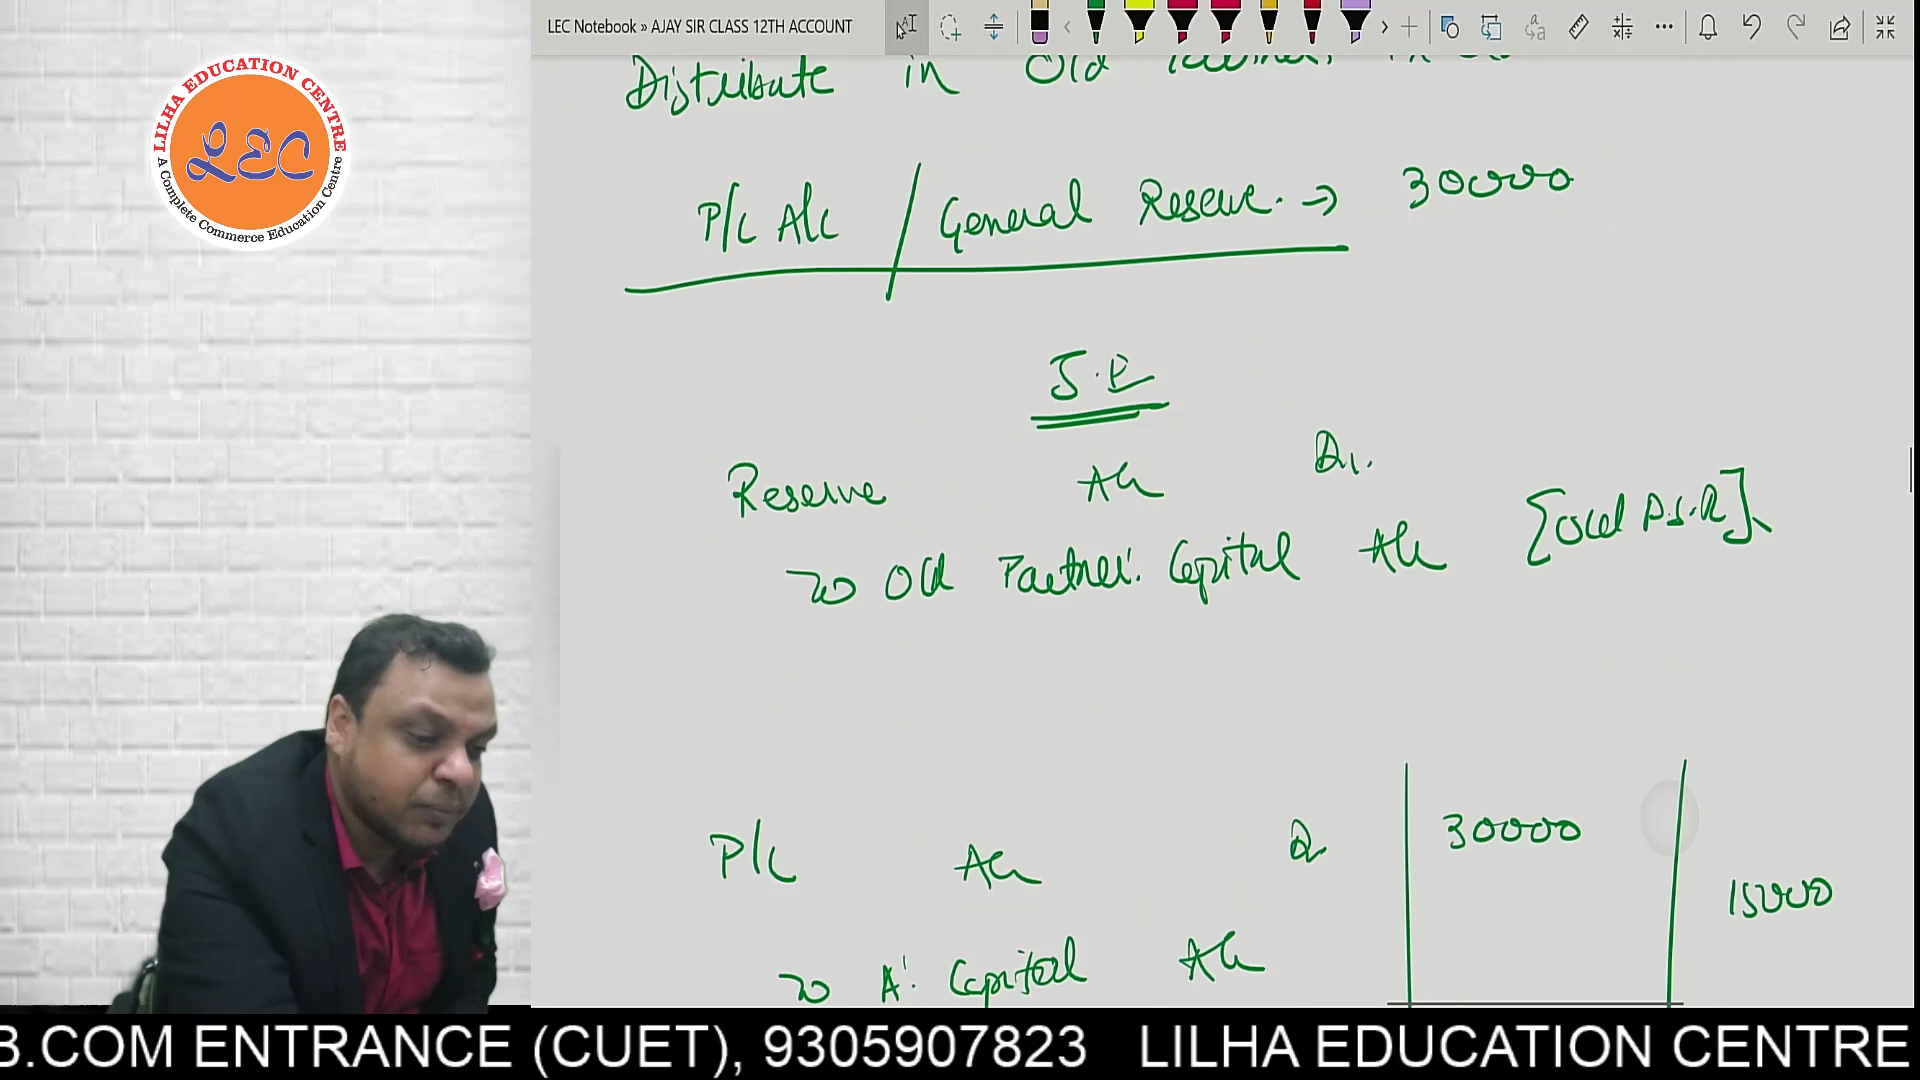 LEC Notebook » AJAY SIR CLASS 12TH ACCOUNT
LILHA EDUCATION CENTRE
LEC
A Complete Commerce Education Centre
Distribute in Old
P/L A/c / General Reserve. → 30000
J.E
Reserve A/c Dr.
To Old Partner's Capital A/c [Old P.S.R]
P/L A/c Dr 30000
15000
To A's Capital A/c
B.COM ENTRANCE (CUET), 9305907823 LILHA EDUCATION CENTRE